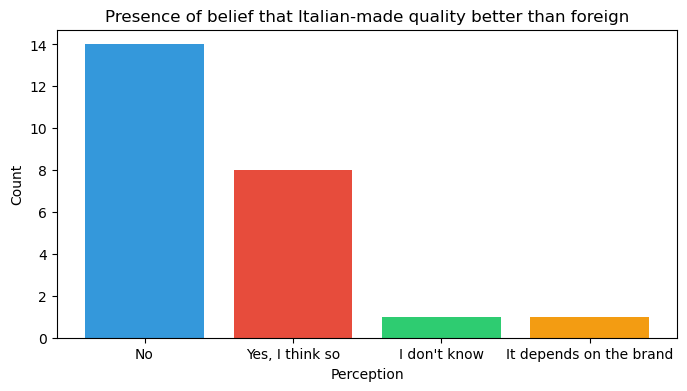 Presence of belief that Italian-made quality better than foreign
14
12
10
8
6
4
2
0
Count
No
Yes, I think so
I don't know
It depends on the brand
Perception